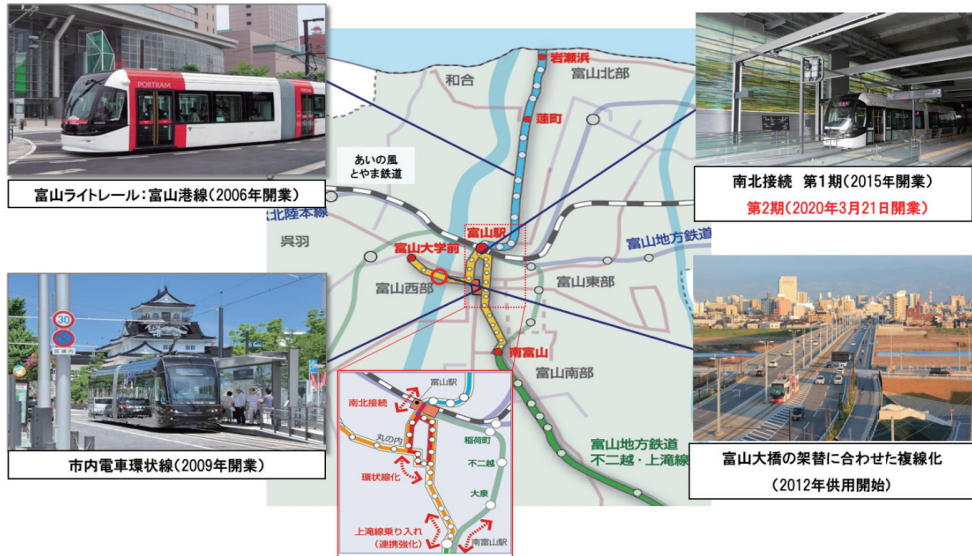 PORTRAM
富山ライトレール：富山港線（2006年開業）
南北接続 第1期（2015年開業）
第2期（2020年3月21日開業）
30
市内電車環状線（2009年開業）
富山大橋の架替に合わせた複線化
（2012年供用開始）
岩瀬浜
和合
富山北部
蓮町
あいの風
とやま鉄道
北陸本線
富山駅
富山地方鉄道
呉羽
富山大学前
富山西部
富山東部
南富山
富山南部
富山地方鉄道
不二越・上滝線
富山駅
南北接続
丸の内
稲荷町
環状線化
不二越
大泉
上滝線乗り入れ
（連携強化）
南富山駅